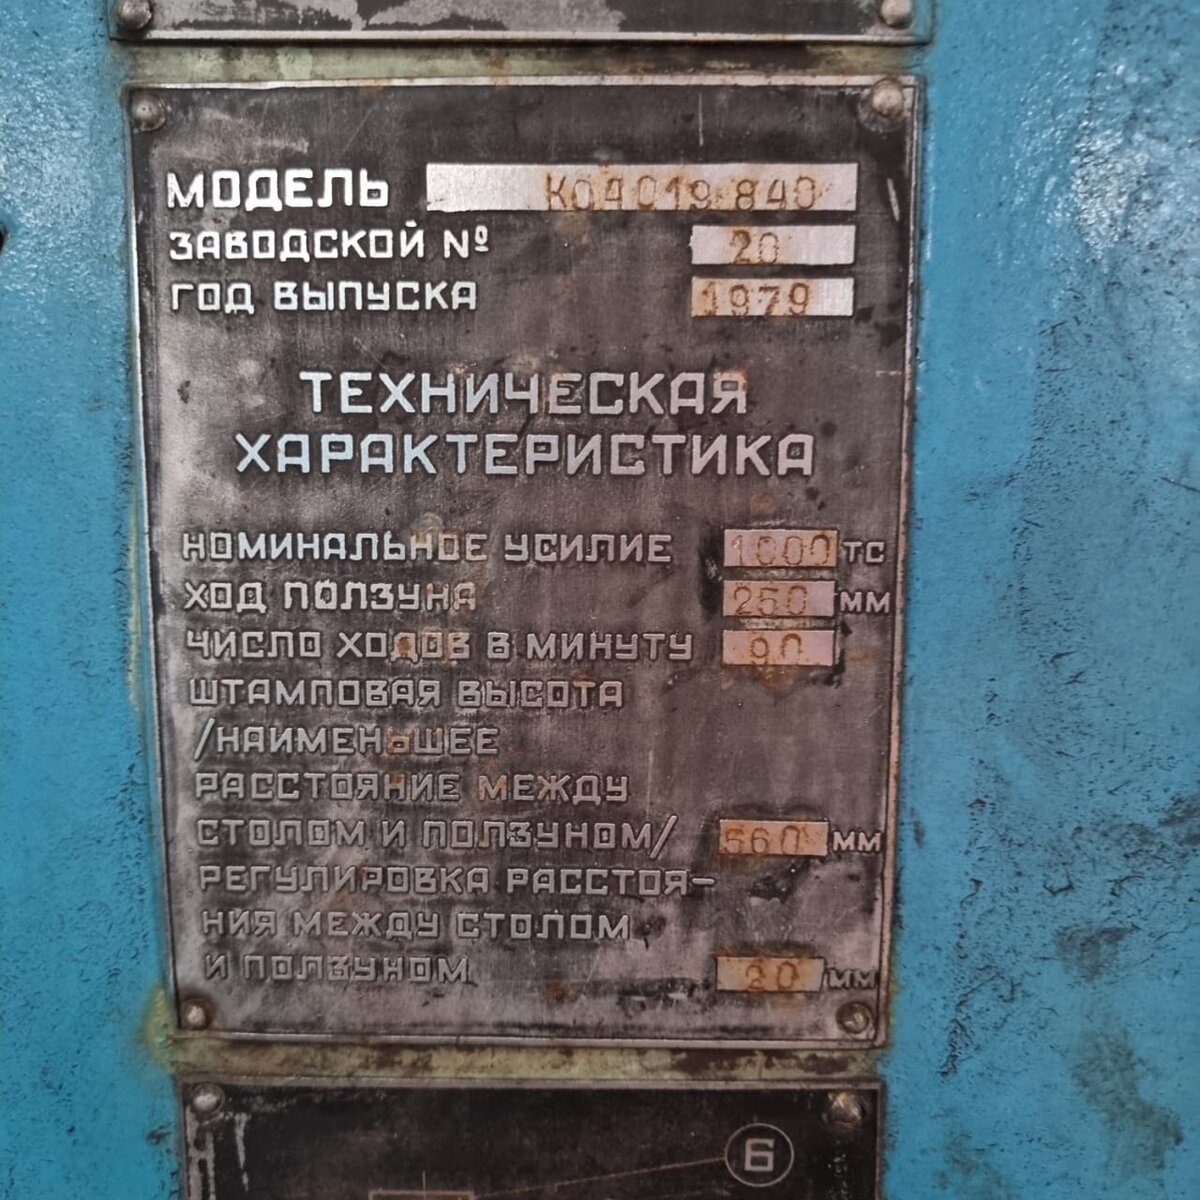 МОДЕЛЬ КОА019.840
ЗАВОДСКОЙ № 20
ГОД ВЫПУСКА 1979
ТЕХНИЧЕСКАЯ
ХАРАКТЕРИСТИКА
НОМИНАЛЬНОЕ УСИЛИЕ 1000 ТС
ХОД ПОЛЗУНА 250 ММ
ЧИСЛО ХОДОВ В МИНУТУ 90
ШТАМПОВАЯ ВЫСОТА
/НАИМЕНЬШЕЕ
РАССТОЯНИЕ МЕЖДУ
СТОЛОМ И ПОЛЗУНОМ/ 560 ММ
РЕГУЛИРОВКА РАССТОЯ-
НИЯ МЕЖДУ СТОЛОМ
И ПОЛЗУНОМ 20 ММ
6